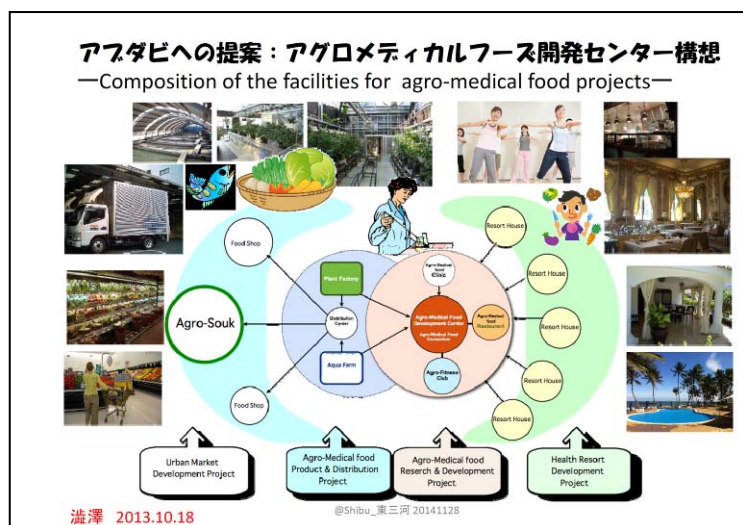 アブダビへの提案：アグロメディカルフーズ開発センター構想
—Composition of the facilities for agro-medical food projects—
Food Shop
Agro-Souk
Food Shop
Plant Factory
Distribution
Center
Aqua Farm
Agro-Medical
food
Clinic
Agro-Medical Food
Development Center
Agro-Medical Food
Consortium
Agro-Medical
food
Restaurant
Agro-Fitness
Club
Resort House
Resort House
Resort House
Resort House
Resort House
Urban Market
Development Project
Agro-Medical food
Product & Distribution
Project
Agro-Medical food
Reserch & Development
Project
Health Resort
Development
Project
澁澤 2013.10.18
@Shibu_東三河 20141128